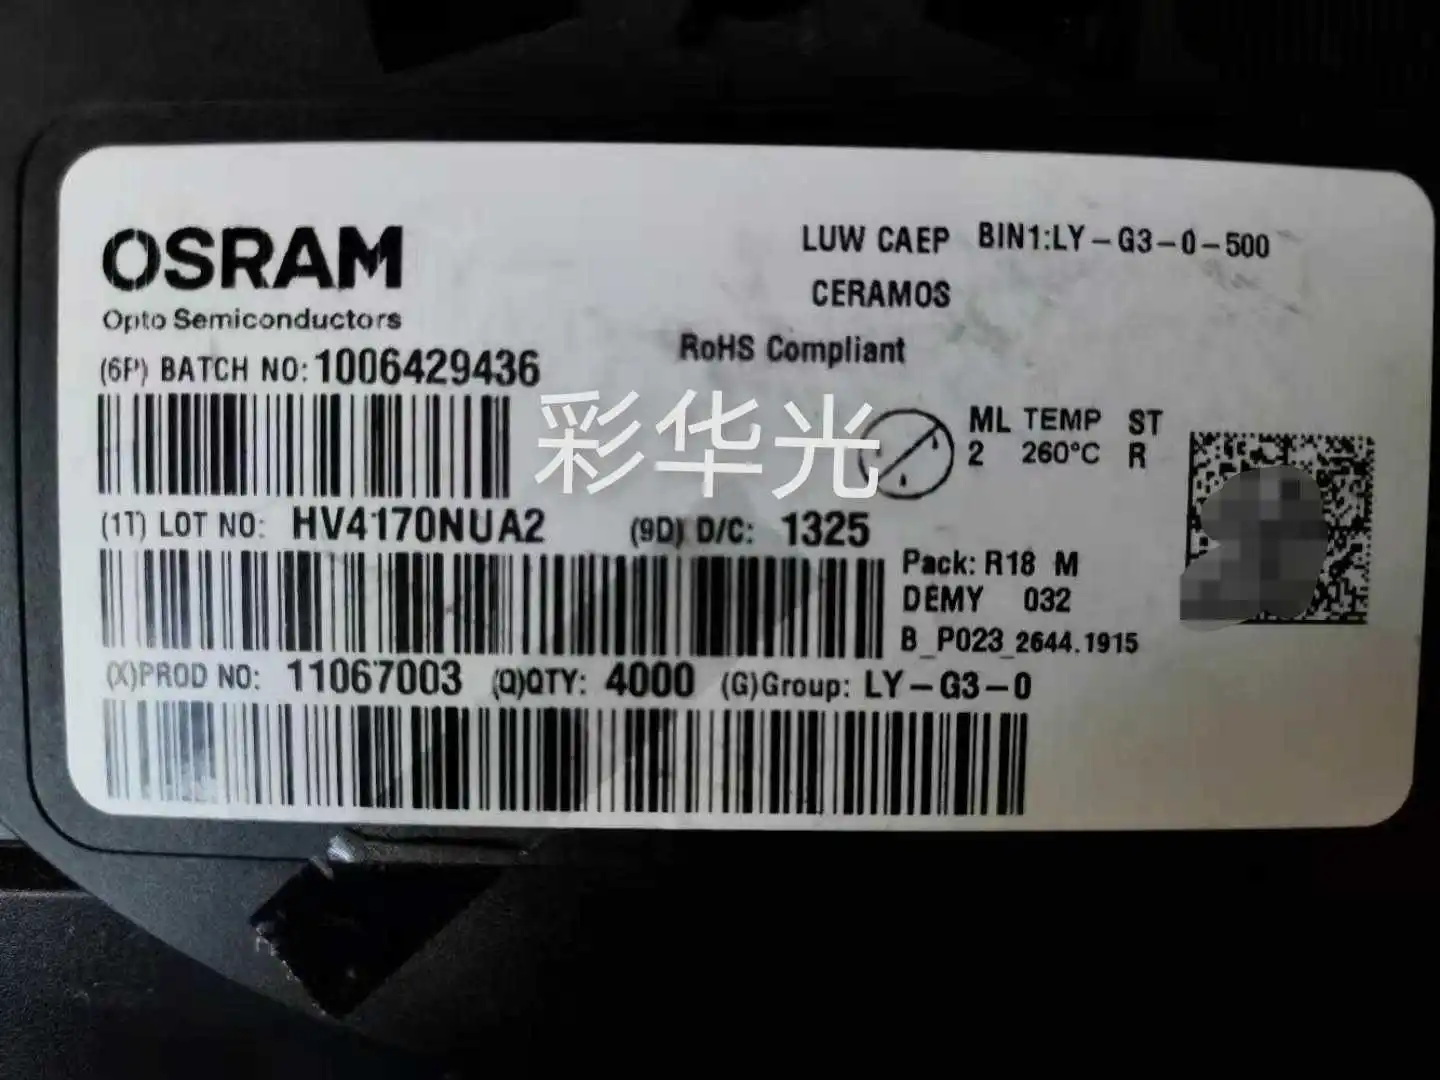 OSRAM
Opto Semiconductors
LUW CAEP BIN1:LY-G3-0-500
CERAMOS
RoHS Compliant
(6P) BATCH NO: 1006429436
彩华光
ML TEMP ST
2 260°C R
(1T) LOT NO: HV4170NUA2 (9D) D/C: 1325
Pack: R18 M
DEMY 032
B_P023_2644.1915
(X)PROD NO: 11067003 (Q)QTY: 4000 (G)Group: LY-G3-0